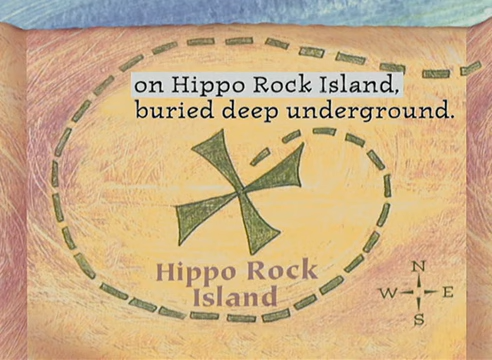 on Hippo Rock Island,
buried deep underground.
Hippo Rock
Island
N
W E
S